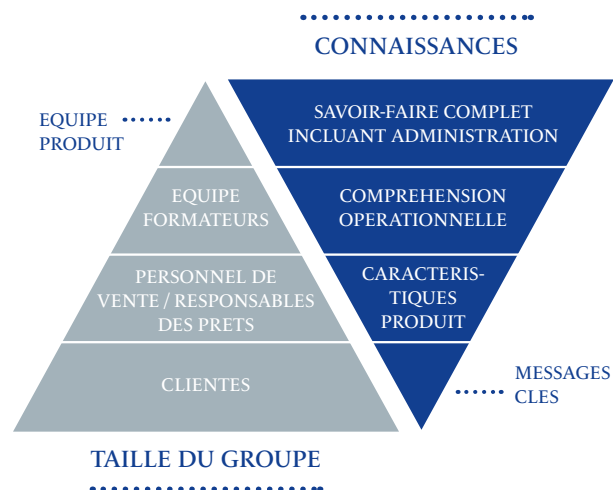 CONNAISSANCES
EQUIPE
PRODUIT
SAVOIR-FAIRE COMPLET
INCLUANT ADMINISTRATION
EQUIPE
FORMATEURS
COMPREHENSION
OPERATIONNELLE
PERSONNEL DE
VENTE / RESPONSABLES
DES PRETS
CARACTERIS-
TIQUES
PRODUIT
CLIENTES
MESSAGES
CLES
TAILLE DU GROUPE